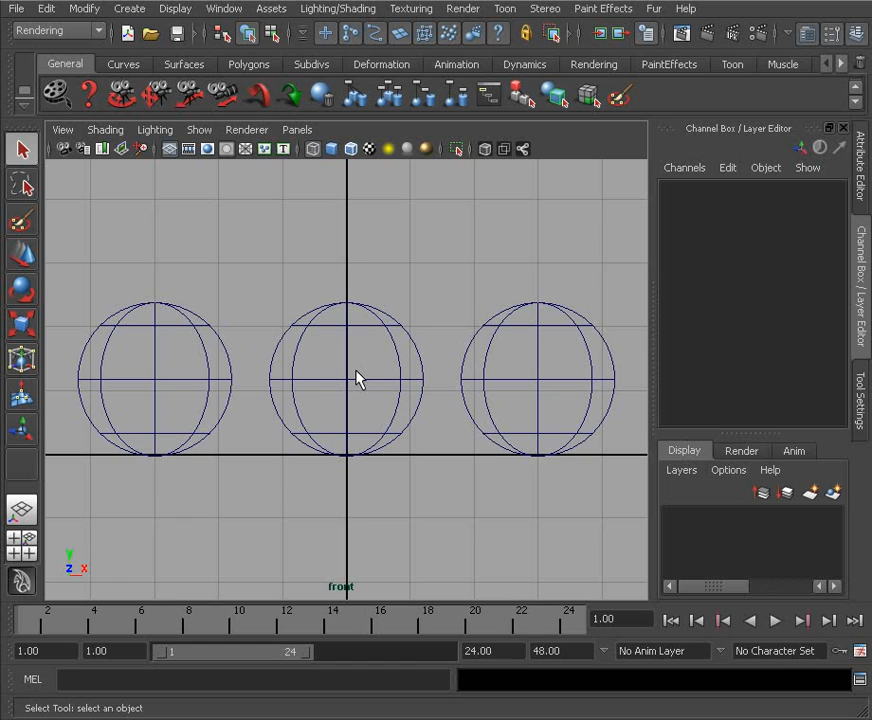 File Edit Modify Create Display Window Assets Lighting/Shading Texturing Render Toon Stereo Paint Effects Fur Help
Rendering
General Curves Surfaces Polygons Subdivs Deformation Animation Dynamics Rendering PaintEffects Toon Muscle
View Shading Lighting Show Renderer Panels
Channel Box / Layer Editor
Channels Edit Object Show
Attribute Editor
Channel Box / Layer Editor
Tool Settings
Display Render Anim
Layers Options Help
y
z x
front
2 4 6 8 10 12 14 16 18 20 22 24
1.00
1.00 1.00 1 24 24.00 48.00 No Anim Layer No Character Set
MEL
Select Tool: select an object